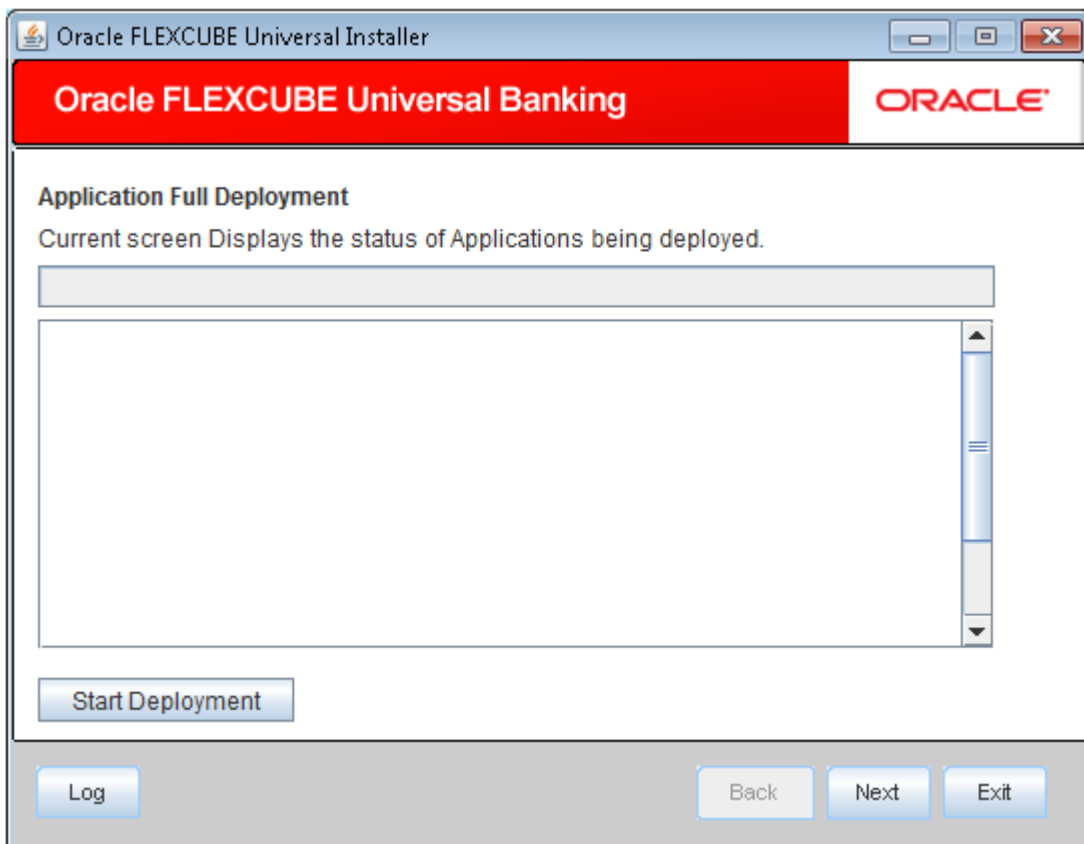 Oracle FLEXCUBE Universal Installer
Oracle FLEXCUBE Universal Banking
ORACLE
Application Full Deployment
Current screen Displays the status of Applications being deployed.
Start Deployment
Log
Back
Next
Exit